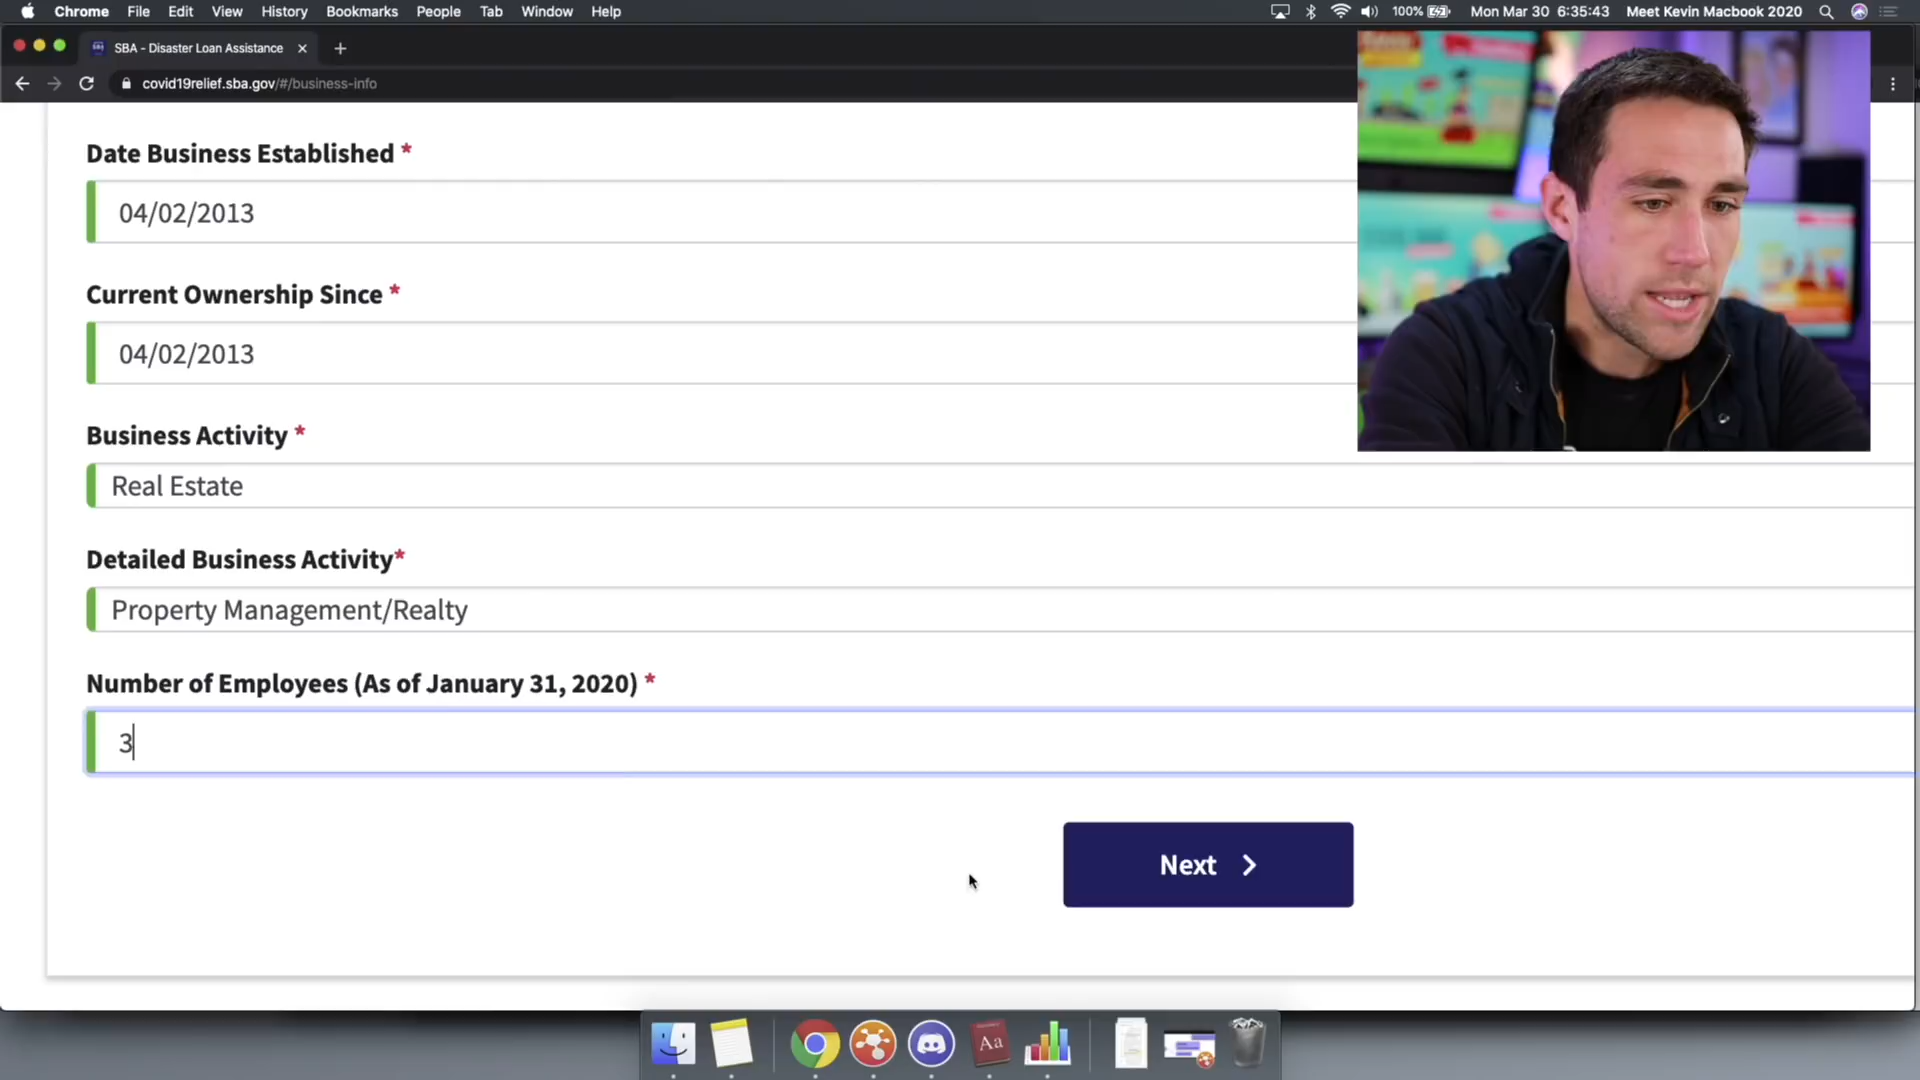 Chrome File Edit View History Bookmarks People Tab Window Help 100% Mon Mar 30 6:35:43 Meet Kevin Macbook 2020
SBA - Disaster Loan Assistance
covid19relief.sba.gov/#/business-info
Date Business Established *
04/02/2013
Current Ownership Since *
04/02/2013
Business Activity *
Real Estate
Detailed Business Activity*
Property Management/Realty
Number of Employees (As of January 31, 2020) *
3
Next
Aa